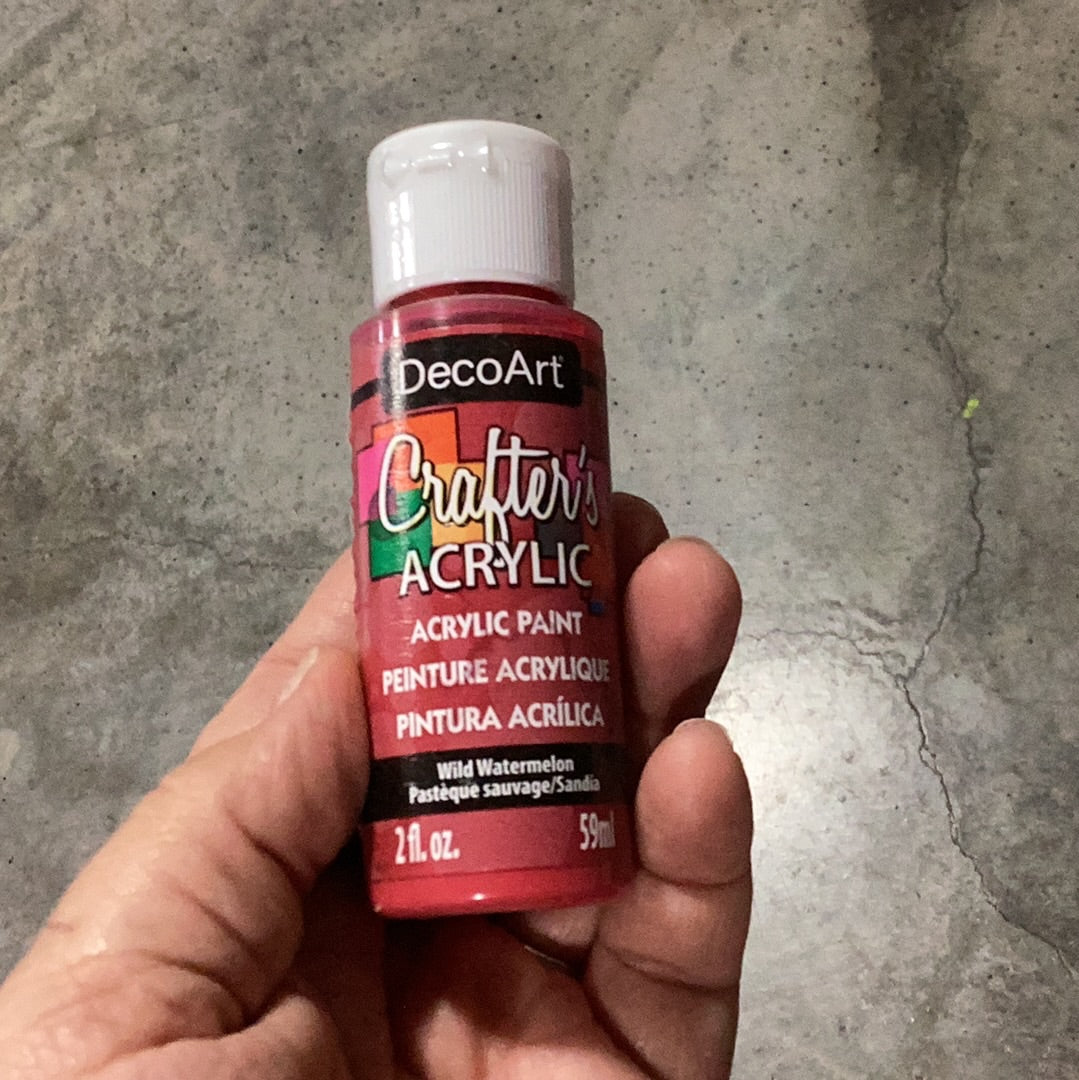 DecoArt®
Crafter's
ACRYLIC
ACRYLIC PAINT
PEINTURE ACRYLIQUE
PINTURA ACRÍLICA
Wild Watermelon
Pastèque sauvage/Sandía
2 fl. oz. 59ml